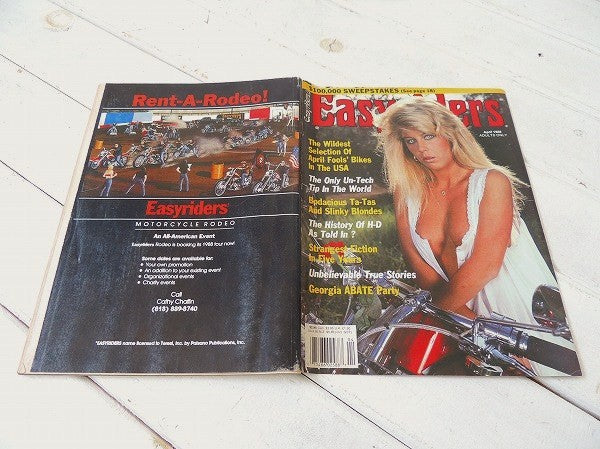 Rent-A-Rodeo!
Easyriders
MOTORCYCLE RODEO
An All-American Event
Easyriders Rodeo is booking its 1988 tour now!
Some dates are available for:
• Your own promotion
• An addition to your existing event
• Organizational events
• Charity events
Call
Cathy Chaffin
(818) 889-8740
*EASYRIDERS name licensed to Tweet, Inc., by Paisano Publications, Inc.
$100,000 SWEEPSTAKES (See page 18)
Easyriders
April 1988
ADULTS ONLY
The Wildest
Selection Of
April Fools' Bikes
In The USA
The Only Un-Tech
Tip In The World
Bodacious Ta-Tas
And Slinky Blondes
The History Of H-D
As Told In ?
Strangest Fiction
In Five Years
Unbelievable True Stories
Georgia ABATE Party